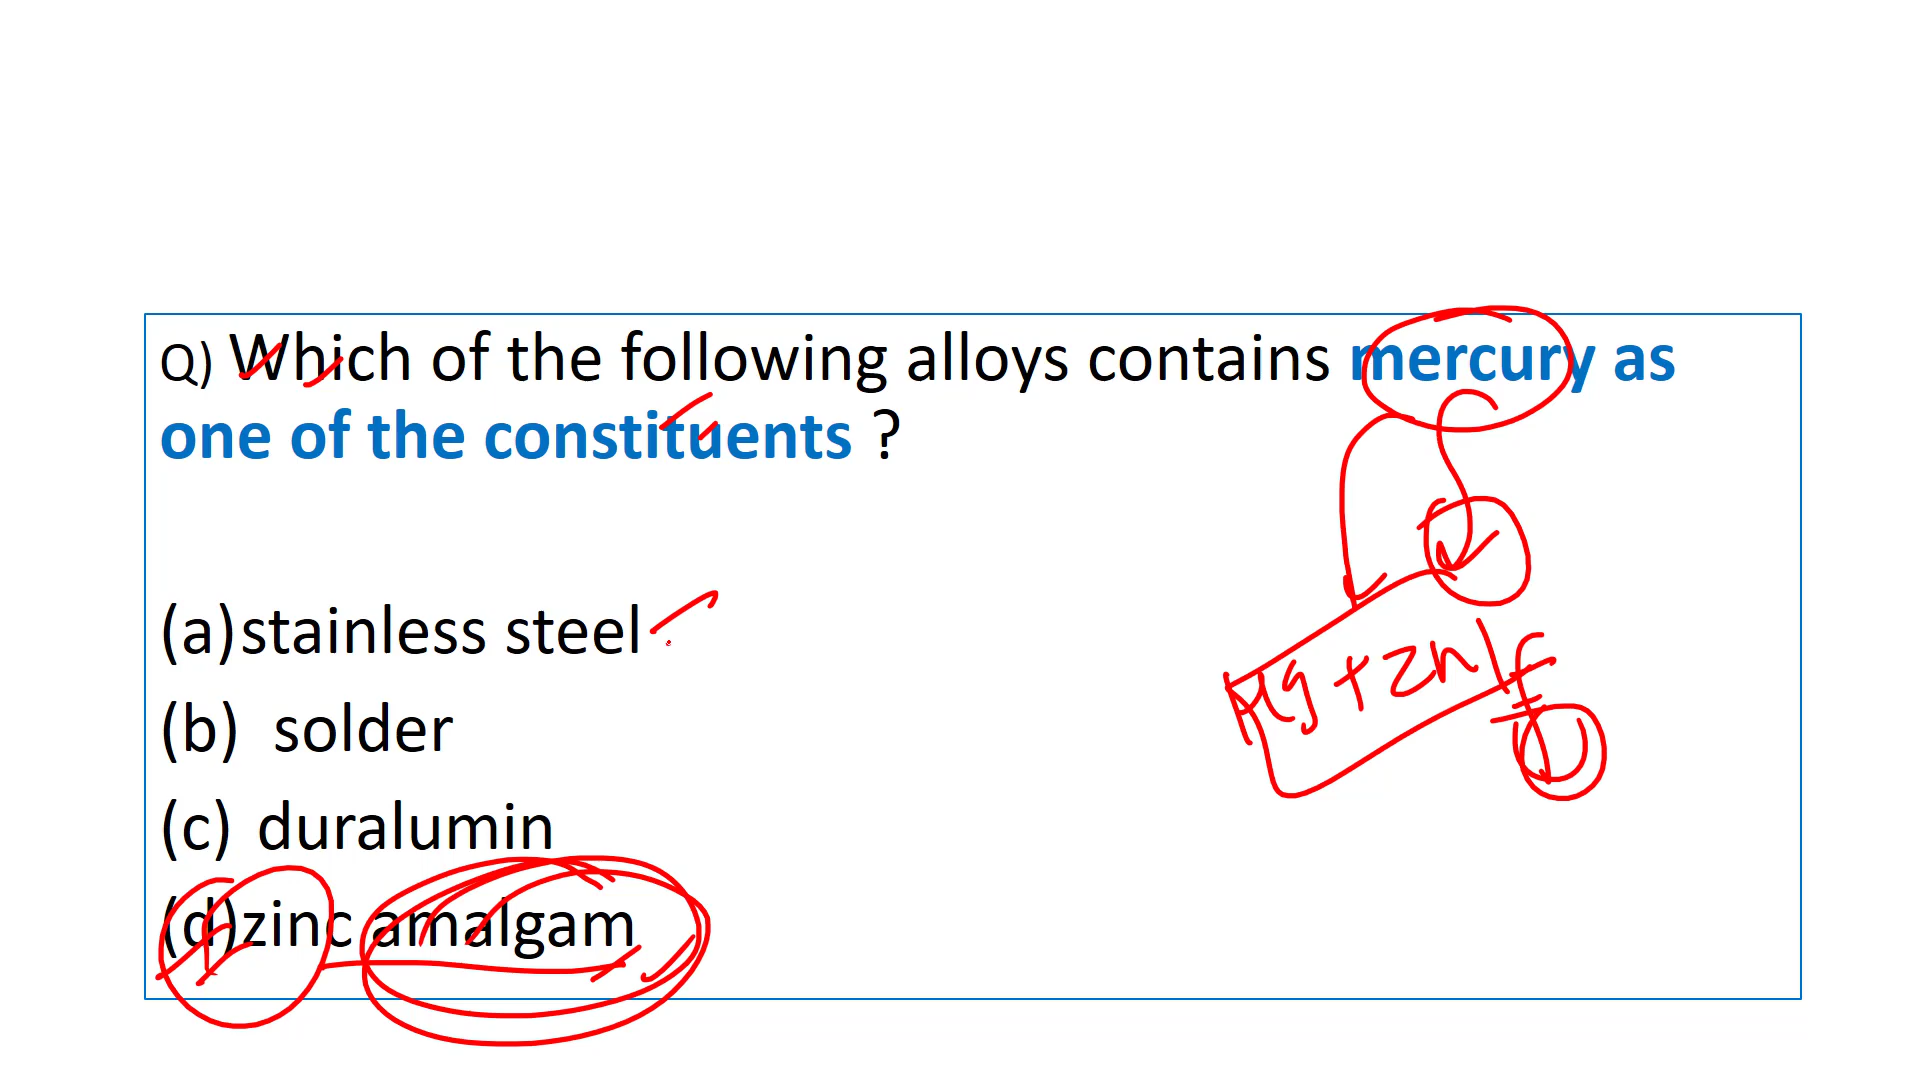 Q) Which of the following alloys contains mercury as
one of the constituents ?
(a) stainless steel
(b) solder
(c) duralumin
(d) zinc amalgam
Hg + Zn